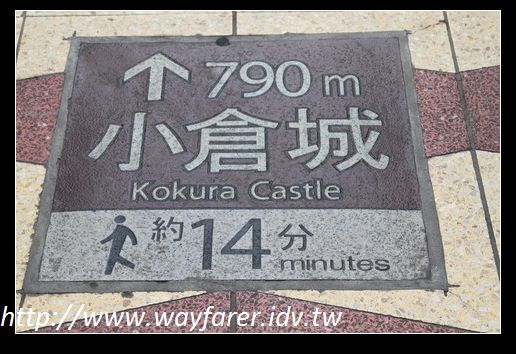 ↑ 790 m
小倉城
Kokura Castle
約14分
minutes
http://www.wayfarer.idv.tw